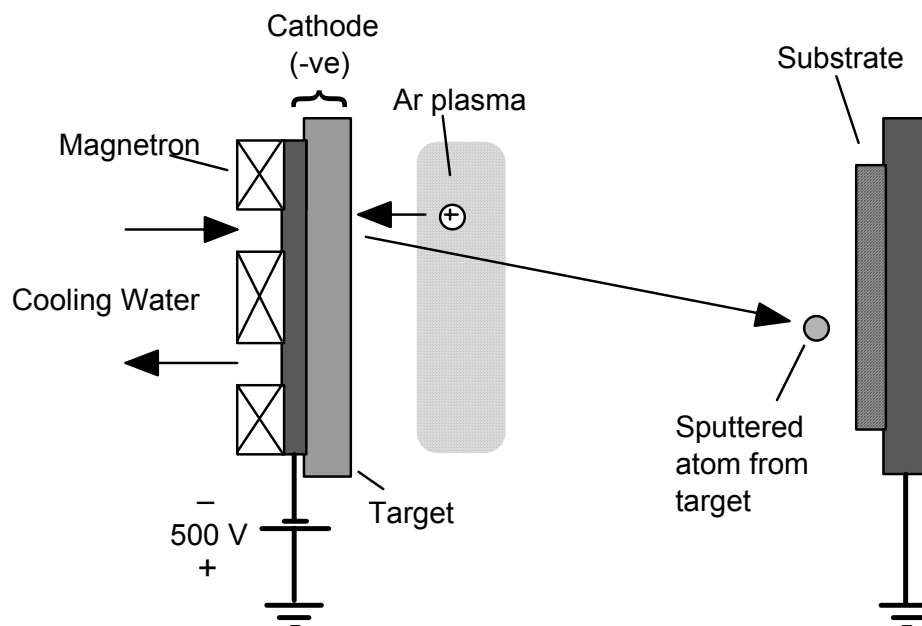 Cathode
(-ve)
Substrate
Ar plasma
Magnetron
+
Cooling Water
Sputtered
atom from
target
Target
–
500 V
+